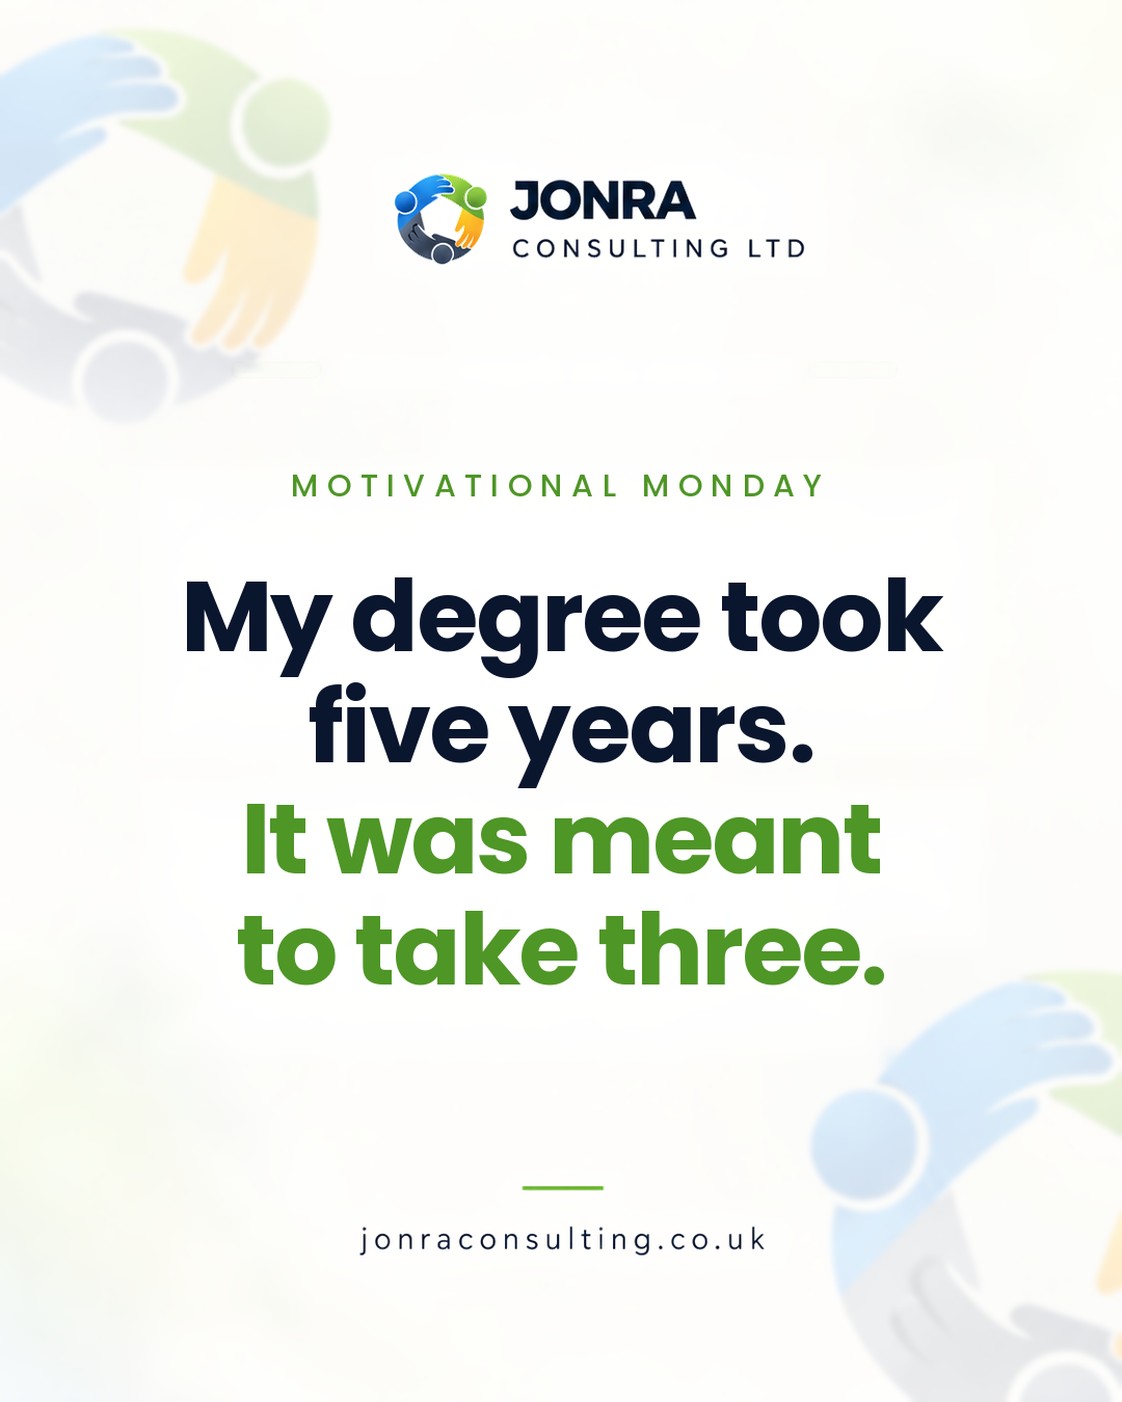 JONRA
CONSULTING LTD
MOTIVATIONAL MONDAY
My degree took
five years.
It was meant
to take three.
jonraconsulting.co.uk